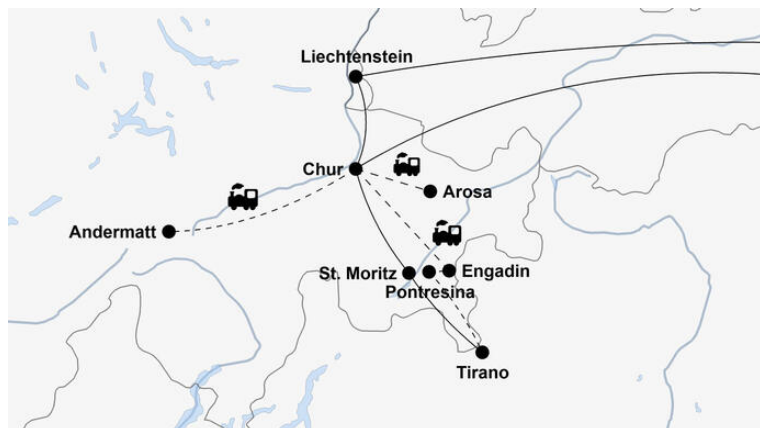 Liechtenstein
Chur
Arosa
Andermatt
St. Moritz
Engadin
Pontresina
Tirano